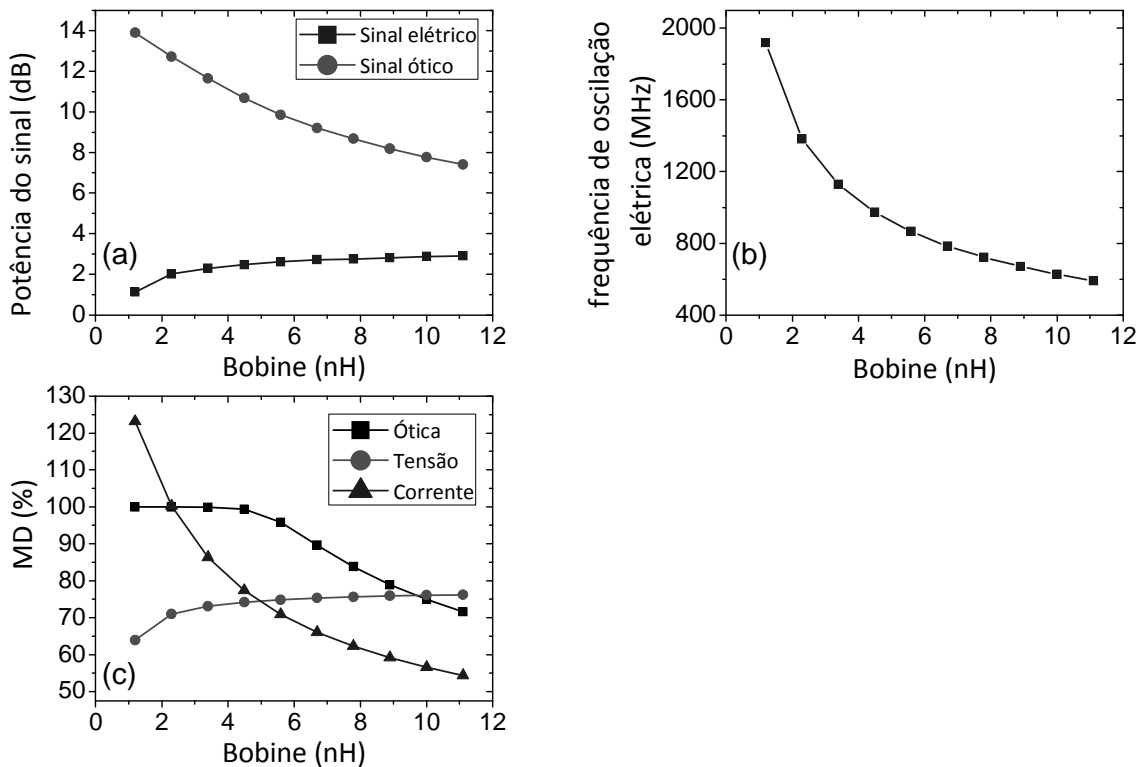 14
12
10
8
6
4
2
0
Potência do sinal (dB)
Sinal elétrico
Sinal ótico
(a)
0 2 4 6 8 10 12
Bobine (nH)
2000
1600
1200
800
400
frequência de oscilação
elétrica (MHz)
(b)
0 2 4 6 8 10 12
Bobine (nH)
130
120
110
100
90
80
70
60
50
MD (%)
Ótica
Tensão
Corrente
(c)
0 2 4 6 8 10 12
Bobine (nH)